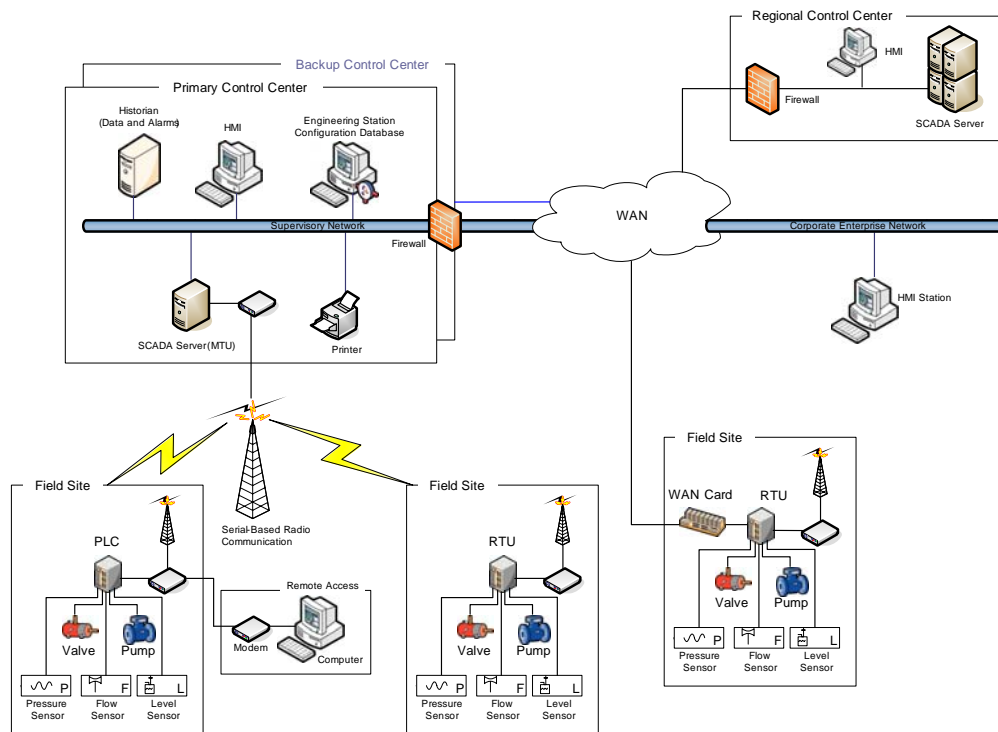 Regional Control Center
HMI
Firewall
SCADA Server
Backup Control Center
Primary Control Center
Historian
(Data and Alarms)
HMI
Engineering Station
Configuration Database
Supervisory Network
Firewall
WAN
Corporate Enterprise Network
HMI Station
SCADA Server(MTU)
Printer
Serial-Based Radio
Communication
Field Site
PLC
Valve
Pump
P
F
L
Pressure
Sensor
Flow
Sensor
Level
Sensor
Remote Access
Modem
Computer
Field Site
RTU
Valve
Pump
P
F
L
Pressure
Sensor
Flow
Sensor
Level
Sensor
Field Site
WAN Card
RTU
Valve
Pump
P
F
L
Pressure
Sensor
Flow
Sensor
Level
Sensor